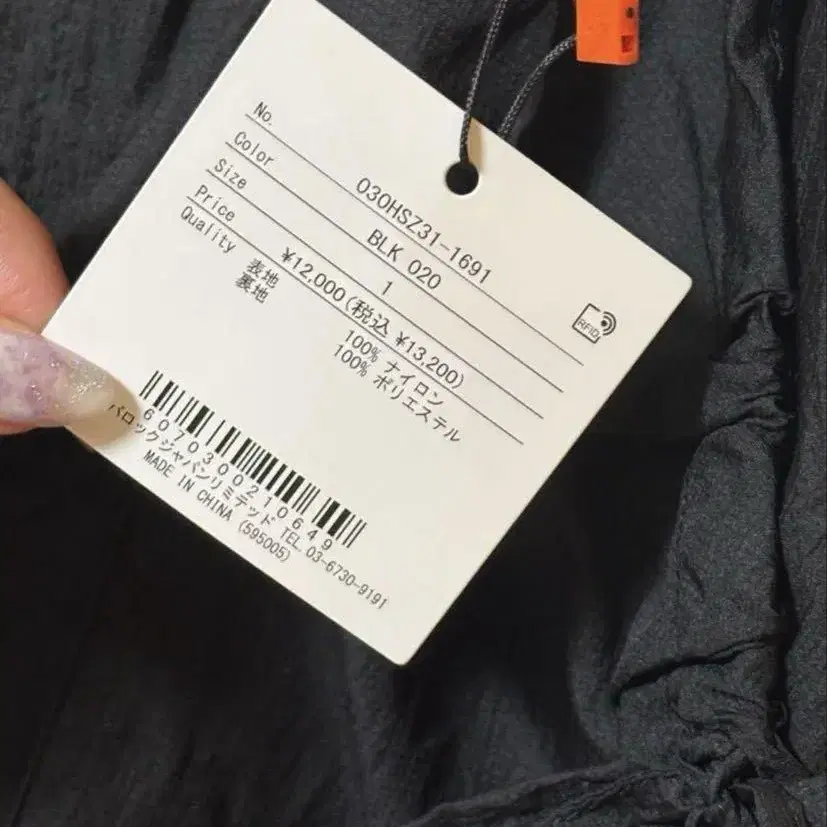 No. 030HSZ31-1691
Color BLK 020
Size 1
Price ¥12,000(税込 ¥13,200)
Quality 表地 100% ナイロン
裏地 100% ポリエステル
RFID
6070300210649
バロックジャパンリミテッド TEL.03-6730-9191
MADE IN CHINA (595005)